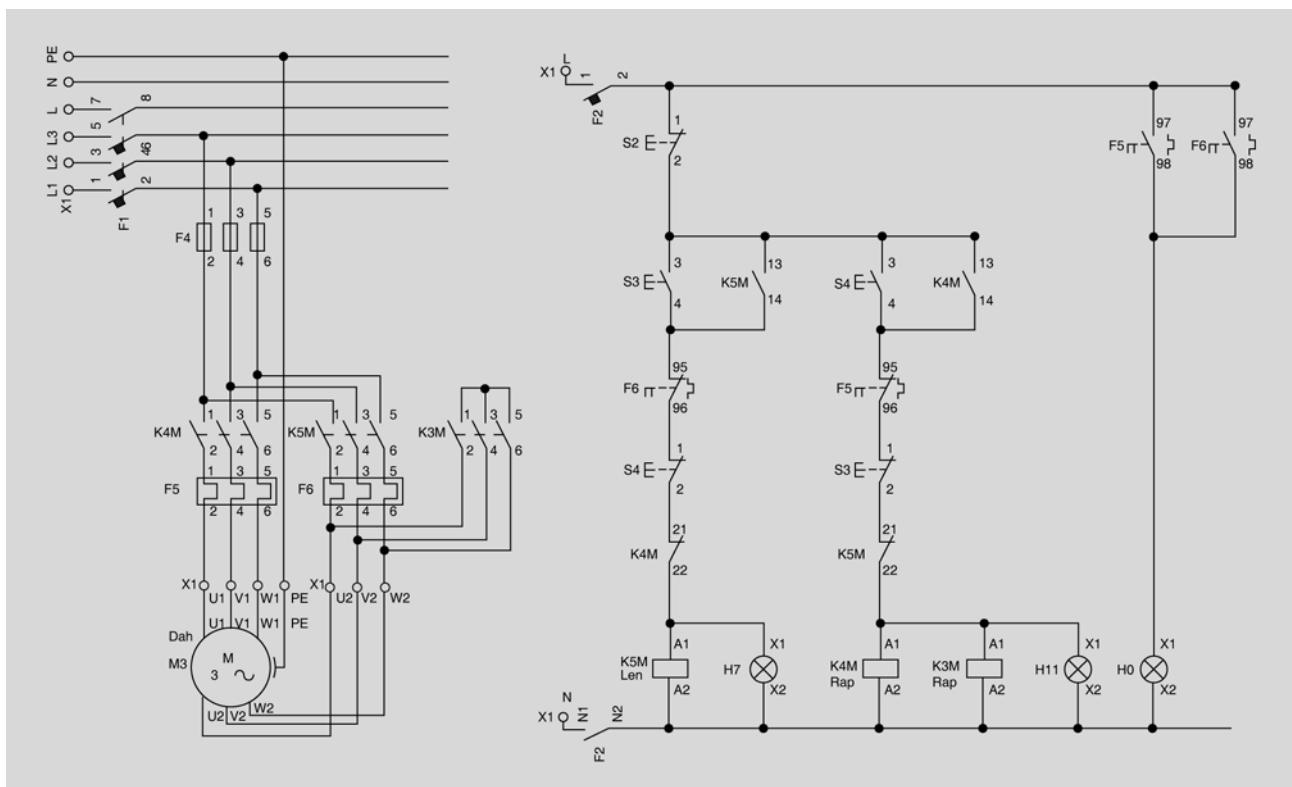 PE
N
L 7 8
L3 5 6
L2 3 4
L1 1 2
X1
F1
F4 1 3 5
2 4 6
K4M 1 3 5
2 4 6
K5M 1 3 5
2 4 6
K3M 1 3 5
2 4 6
F5 1 3 5
2 4 6
F6 1 3 5
2 4 6
X1 U1 V1 W1 PE
X1 U2 V2 W2
U1 V1 W1 PE
Dah
M3
M
3
U2 V2 W2
L
X1 1 2
F2
S2 1
2
F5 97
98
F6 97
98
S3 3
4
K5M 13
14
S4 3
4
K4M 13
14
F6 95
96
F5 95
96
S4 1
2
S3 1
2
K4M 21
22
K5M 21
22
K5M
Len
A1
A2
H7 X1
X2
K4M
Rap
A1
A2
K3M
Rap
A1
A2
H11 X1
X2
H0 X1
X2
N
X1 N1 N2
F2